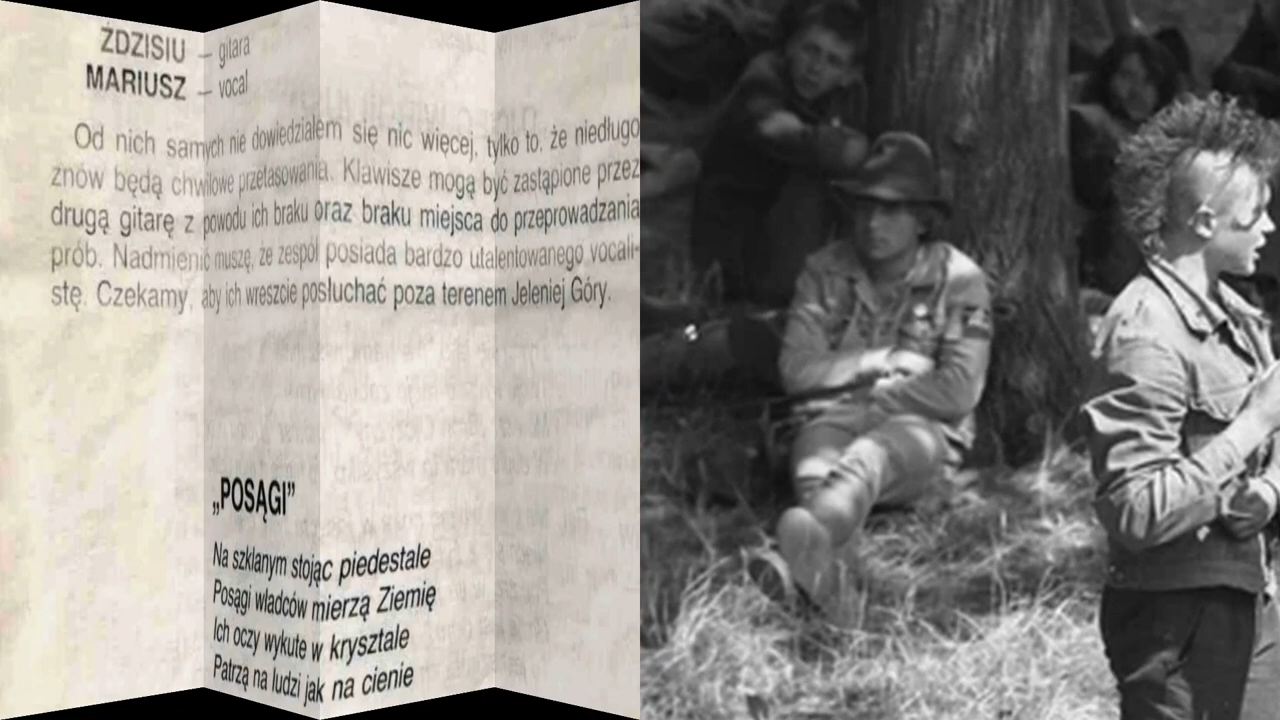 ŻDZISIU – gitara
MARIUSZ – vocal
Od nich samych nie dowiedziałem się nic więcej, tylko to, że niedługo
znów będą chwilowe przetasowania. Klawisze mogą być zastąpione przez
drugą gitarę z powodu ich braku oraz braku miejsca do przeprowadzania
prób. Nadmienić muszę, że zespół posiada bardzo utalentowanego vocali-
stę. Czekamy, aby ich wreszcie posłuchać poza terenem Jeleniej Góry.
„POSĄGI”
Na szklanym stojąc piedestale
Posągi władców mierzą Ziemię
Ich oczy wykute w krysztale
Patrzą na ludzi jak na cienie